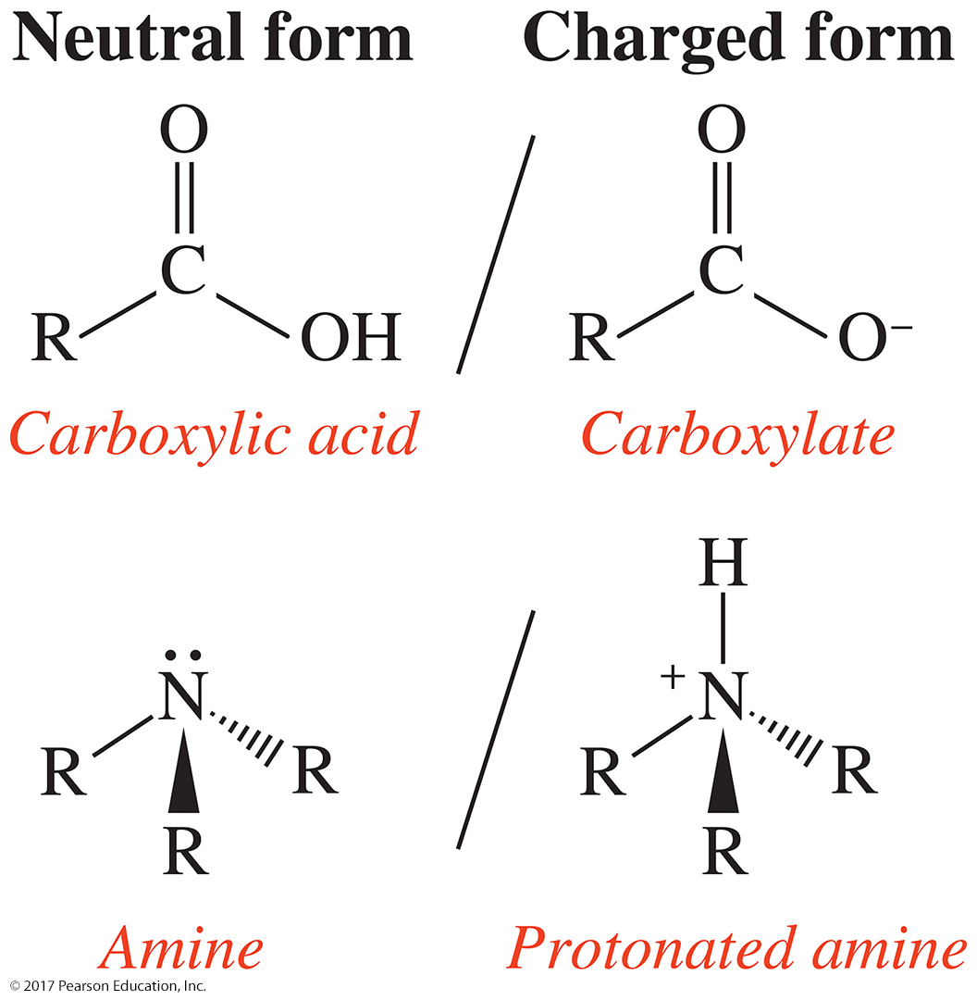 Neutral form Charged form
O O
C C
R OH R O−
Carboxylic acid Carboxylate
H
N + N
R R R R
R R
Amine Protonated amine
© 2017 Pearson Education, Inc.